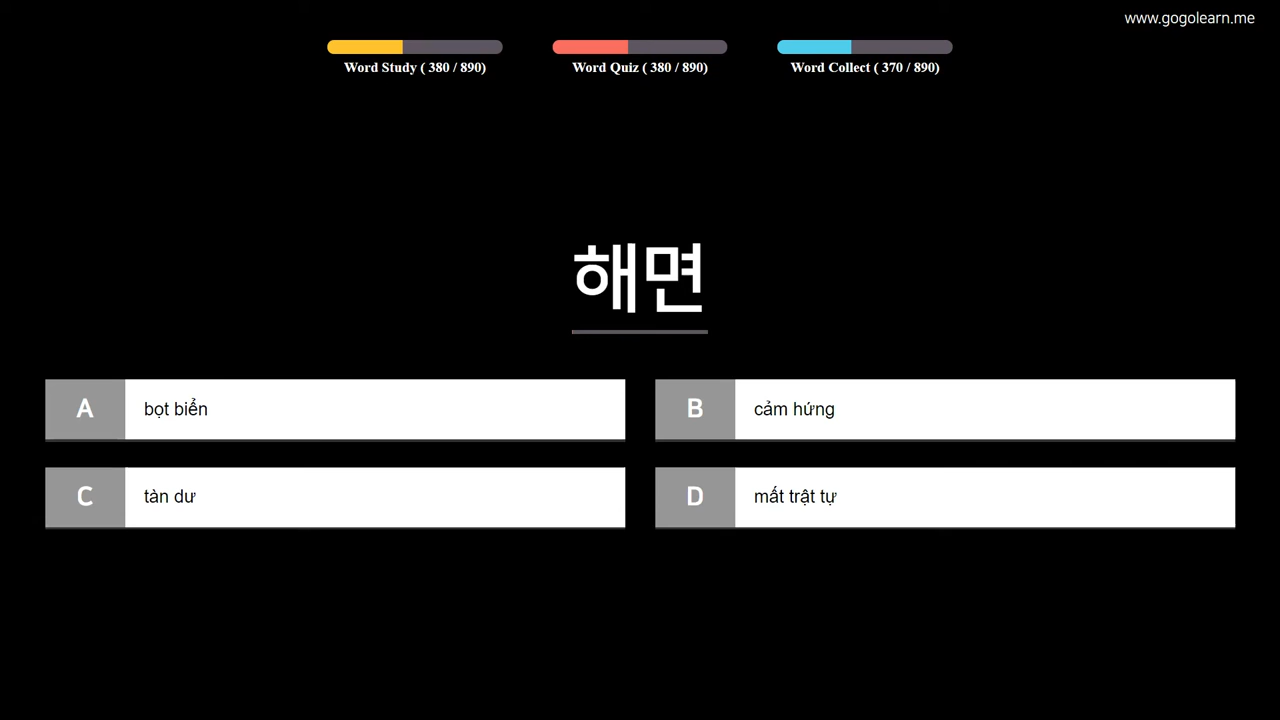 www.gogolearn.me
Word Study ( 380 / 890)
Word Quiz ( 380 / 890)
Word Collect ( 370 / 890)
해면
A bọt biển
B cảm hứng
C tàn dư
D mất trật tự